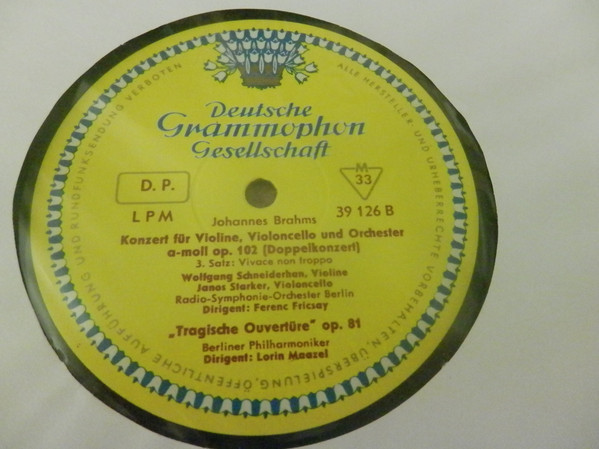 Deutsche
Grammophon
Gesellschaft
D. P.
M
33
LPM
Johannes Brahms
39 126 B
Konzert für Violine, Violoncello und Orchester
a-moll op. 102 (Doppelkonzert)
3. Satz: Vivace non troppo
Wolfgang Schneiderhan, Violine
Janos Starker, Violoncello
Radio-Symphonie-Orchester Berlin
Dirigent: Ferenc Fricsay
„Tragische Ouvertüre" op. 81
Berliner Philharmoniker
Dirigent: Lorin Maazel
ALLE HERSTELLER- UND URHEBERRECHTE VORBEHALTEN. ÜBERSPIELUNG, ÖFFENTLICHE AUFFÜHRUNG UND RUNDFUNKSENDUNG VERBOTEN